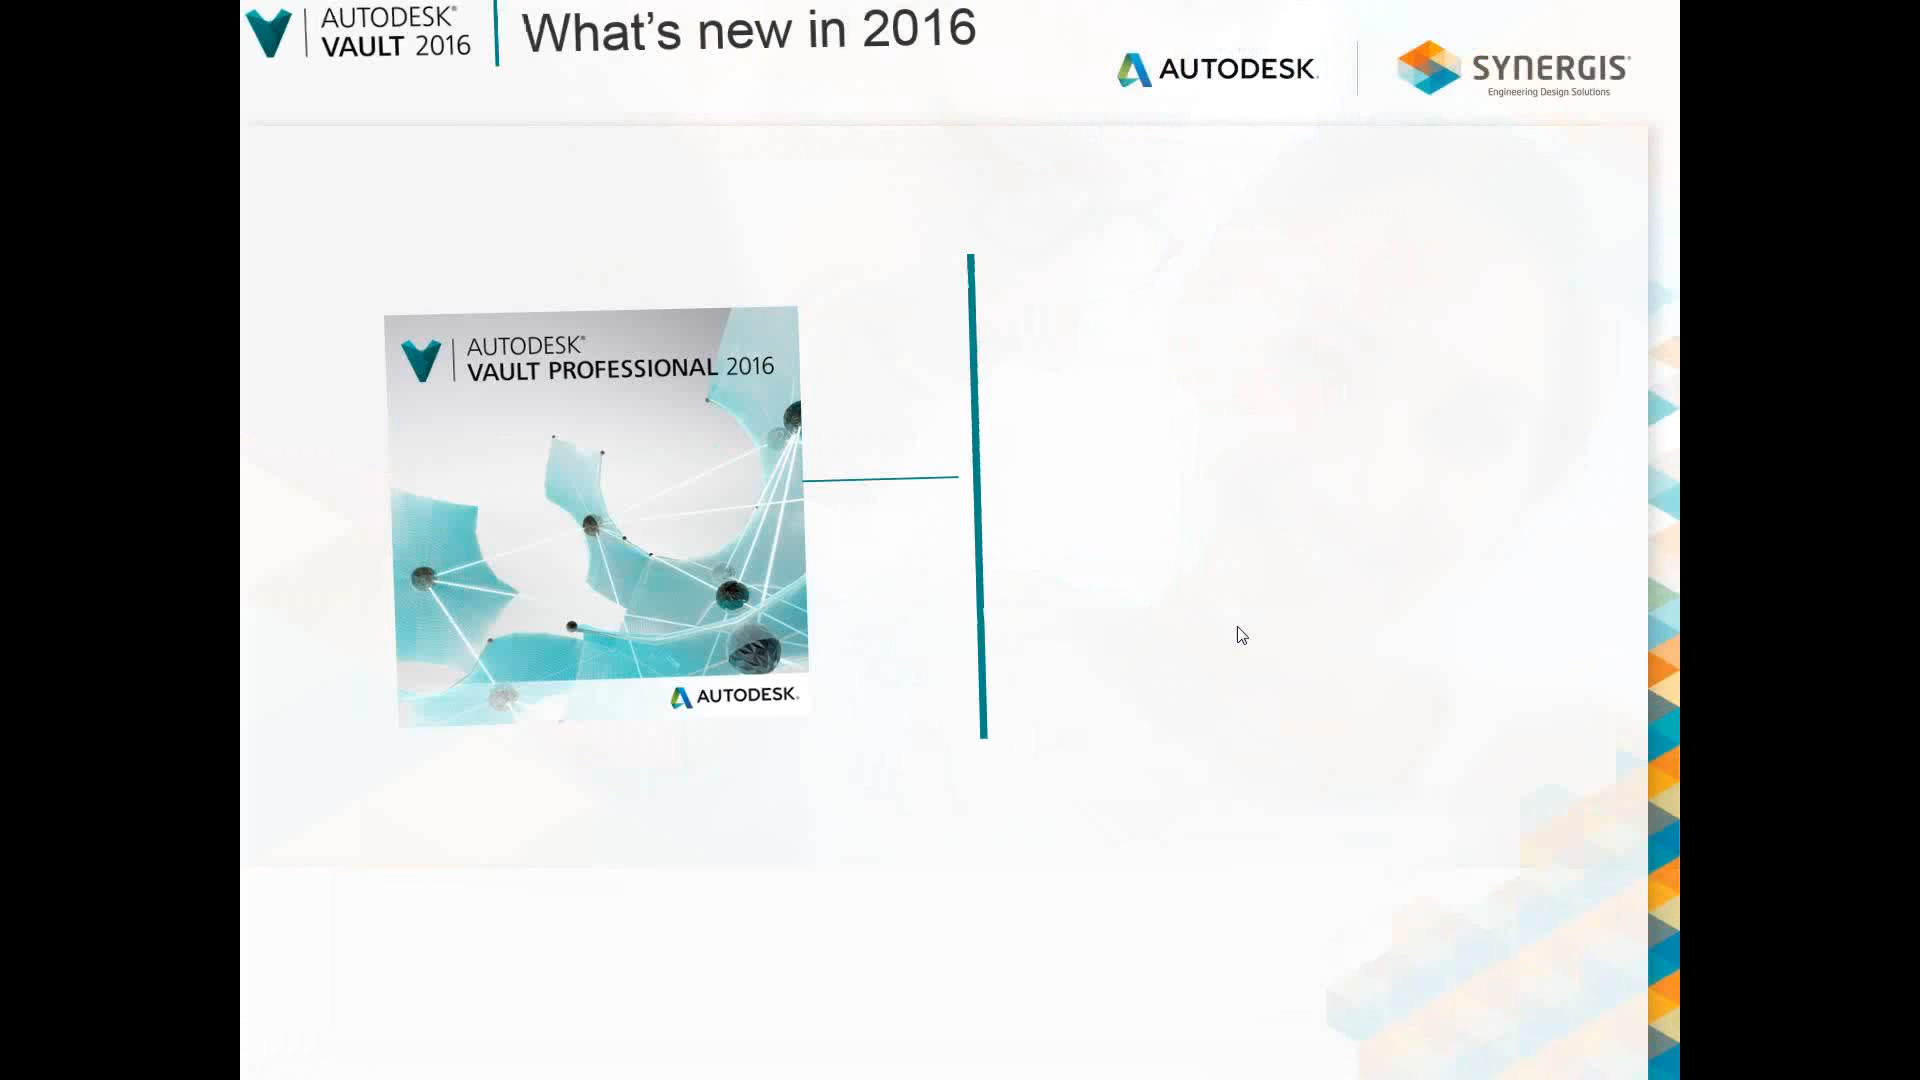 AUTODESK®
VAULT 2016
What's new in 2016
AUTODESK.
SYNERGIS®
Engineering Design Solutions
AUTODESK®
VAULT PROFESSIONAL 2016
AUTODESK®